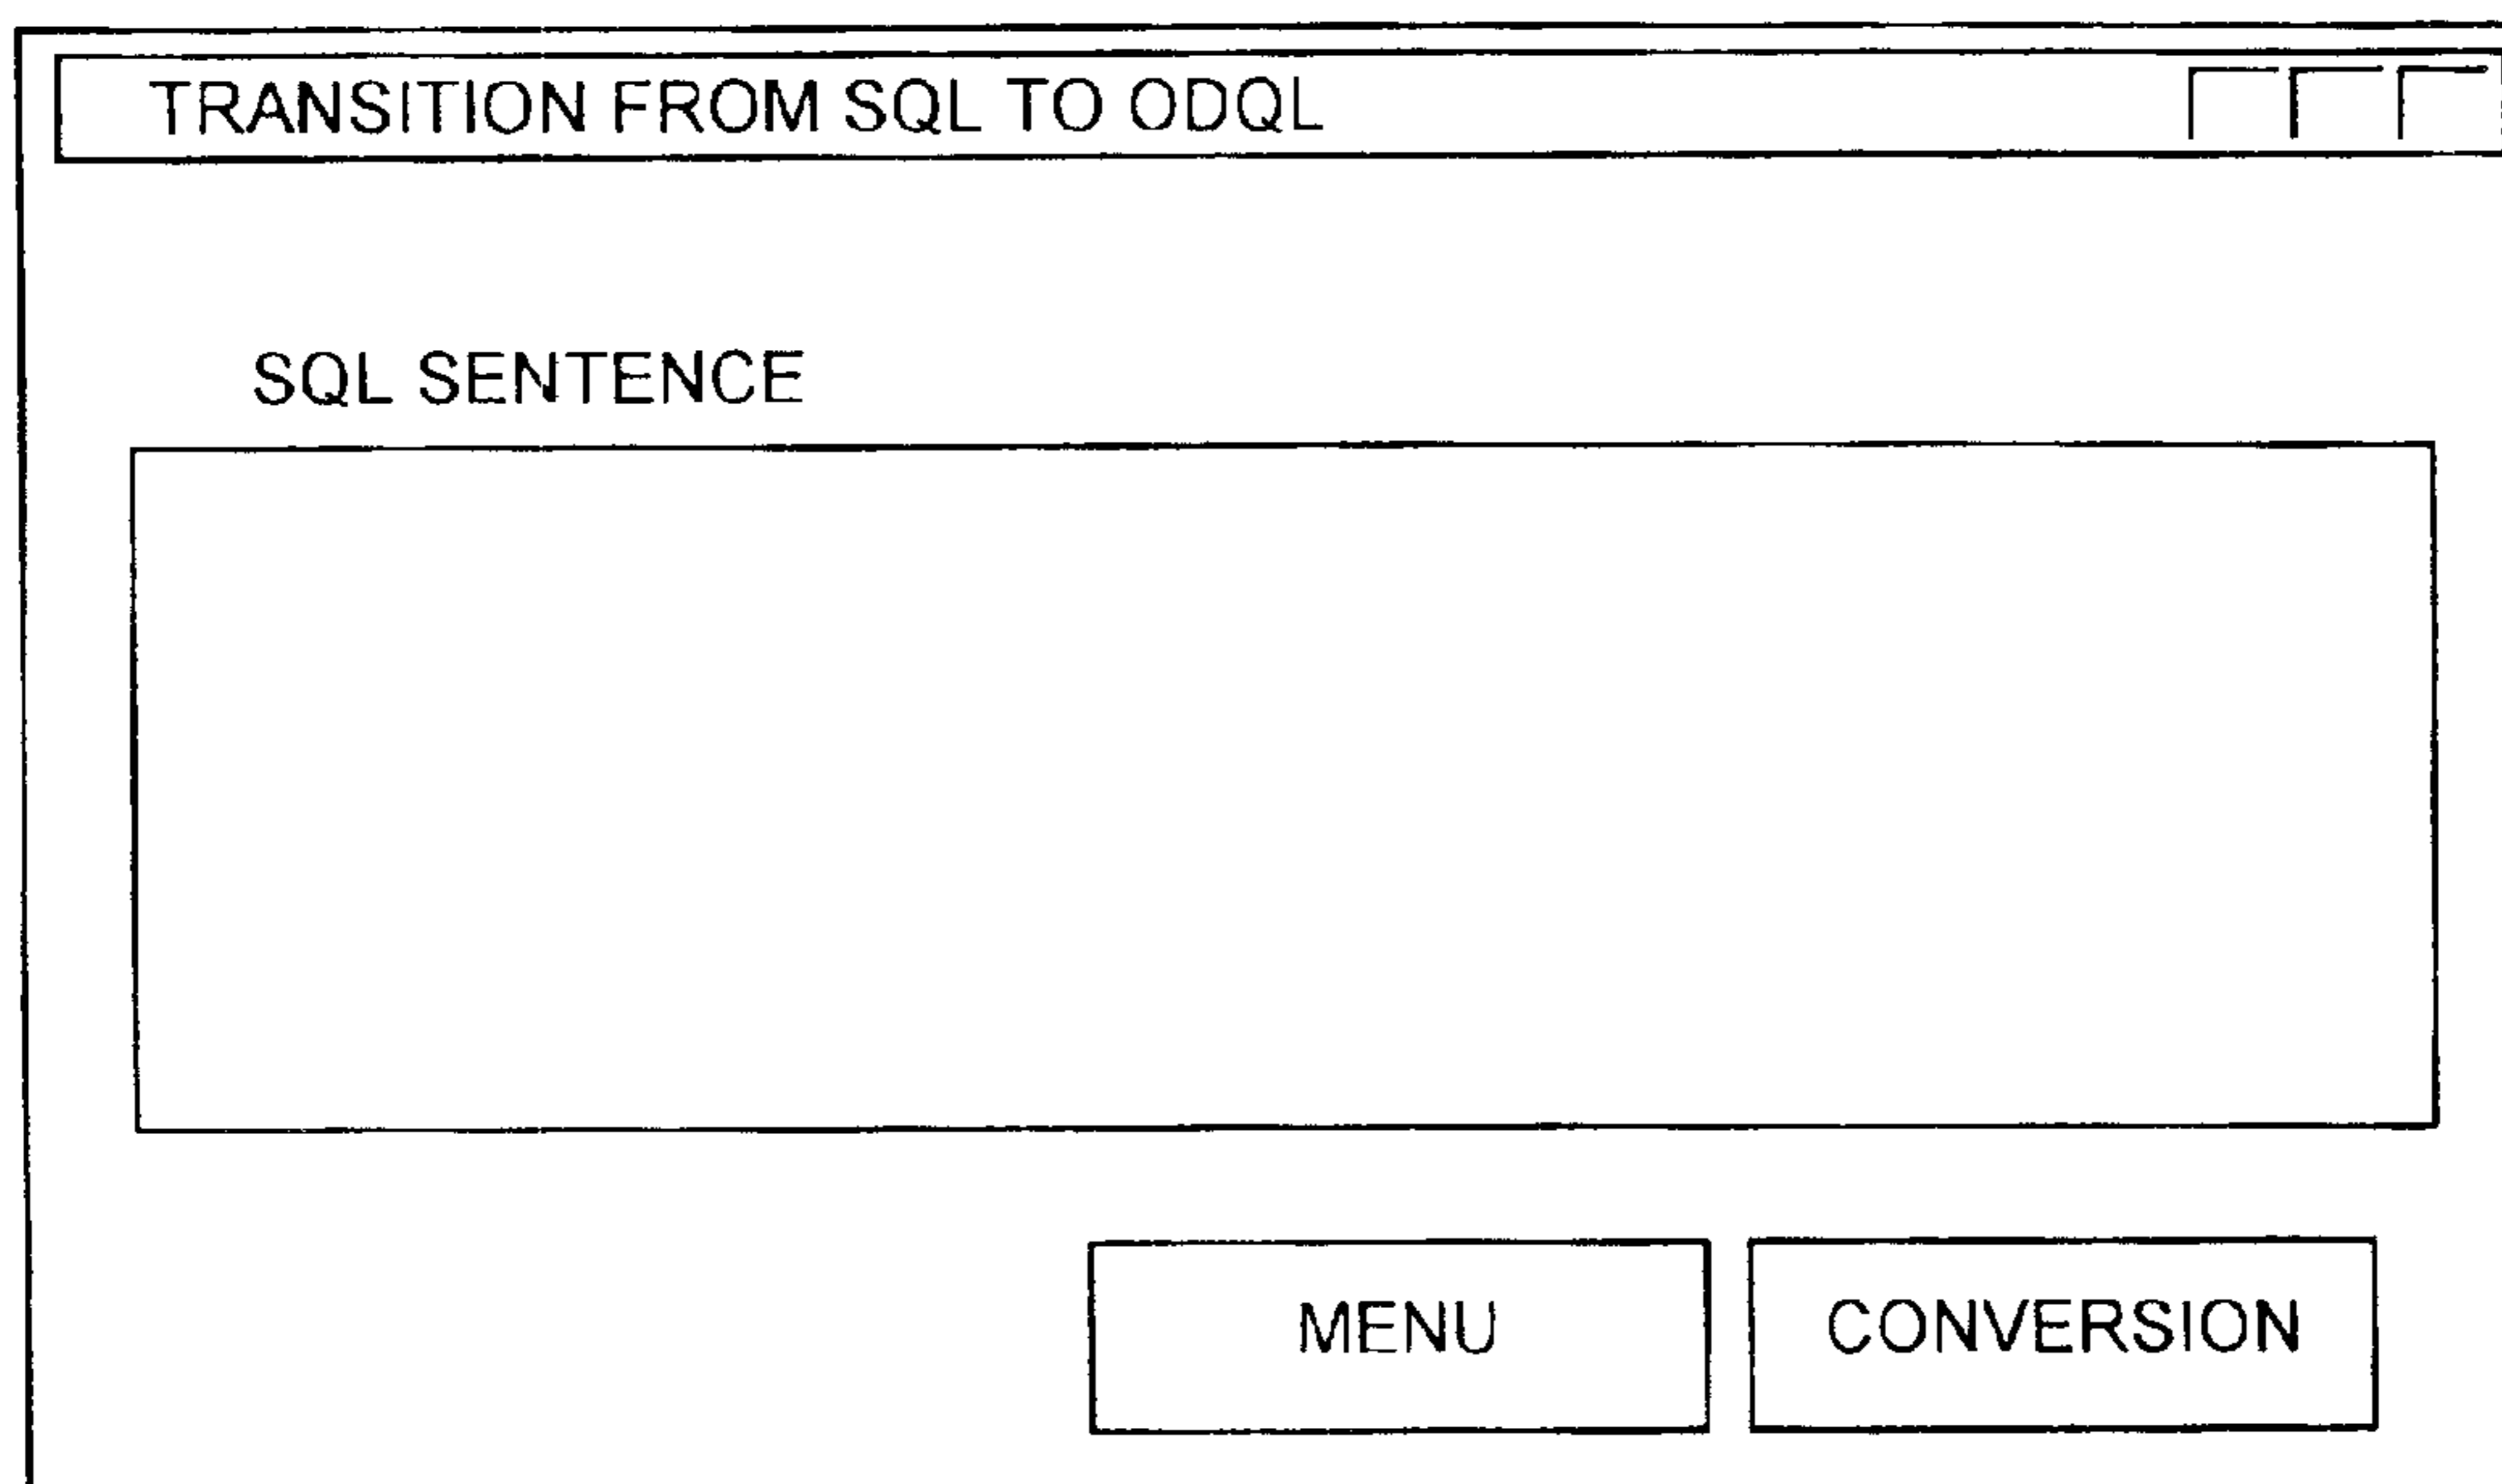 TRANSITION FROM SQL TO ODQL
SQL SENTENCE
MENU
CONVERSION